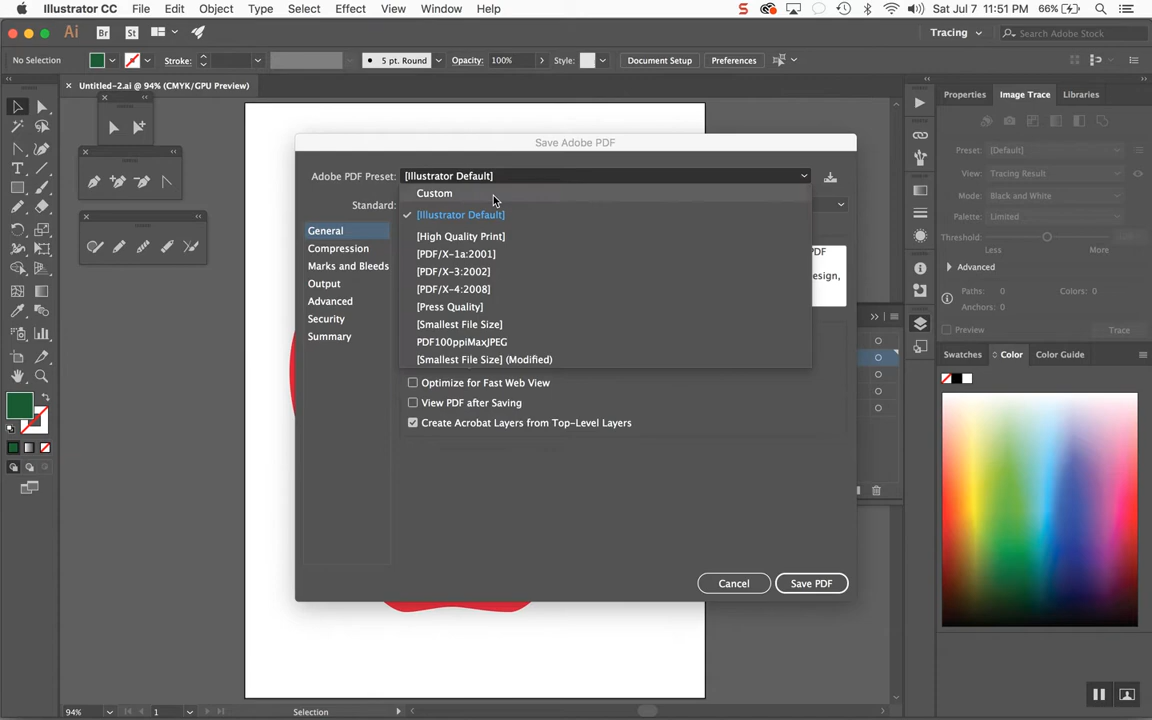 Illustrator CC File Edit Object Type Select Effect View Window Help
Sat Jul 7 11:51 PM 66%
Ai Br St
Tracing
Search Adobe Stock
No Selection
Stroke:
5 pt. Round
Opacity: 100%
Style:
Document Setup
Preferences
Untitled-2.ai @ 94% (CMYK/GPU Preview)
Save Adobe PDF
Adobe PDF Preset: [Illustrator Default]
Standard:
Custom
[Illustrator Default]
[High Quality Print]
[PDF/X-1a:2001]
[PDF/X-3:2002]
[PDF/X-4:2008]
[Press Quality]
[Smallest File Size]
PDF100ppiMaxJPEG
[Smallest File Size] (Modified)
General
Compression
Marks and Bleeds
Output
Advanced
Security
Summary
PDF
esign,
Optimize for Fast Web View
View PDF after Saving
Create Acrobat Layers from Top-Level Layers
Cancel
Save PDF
Properties Image Trace Libraries
Preset: [Default]
View: Tracing Result
Mode: Black and White
Palette: Limited
Threshold:
Less More
Advanced
Paths: 0 Colors: 0
Anchors: 0
Preview
Trace
Swatches Color Color Guide
94%
1
Selection